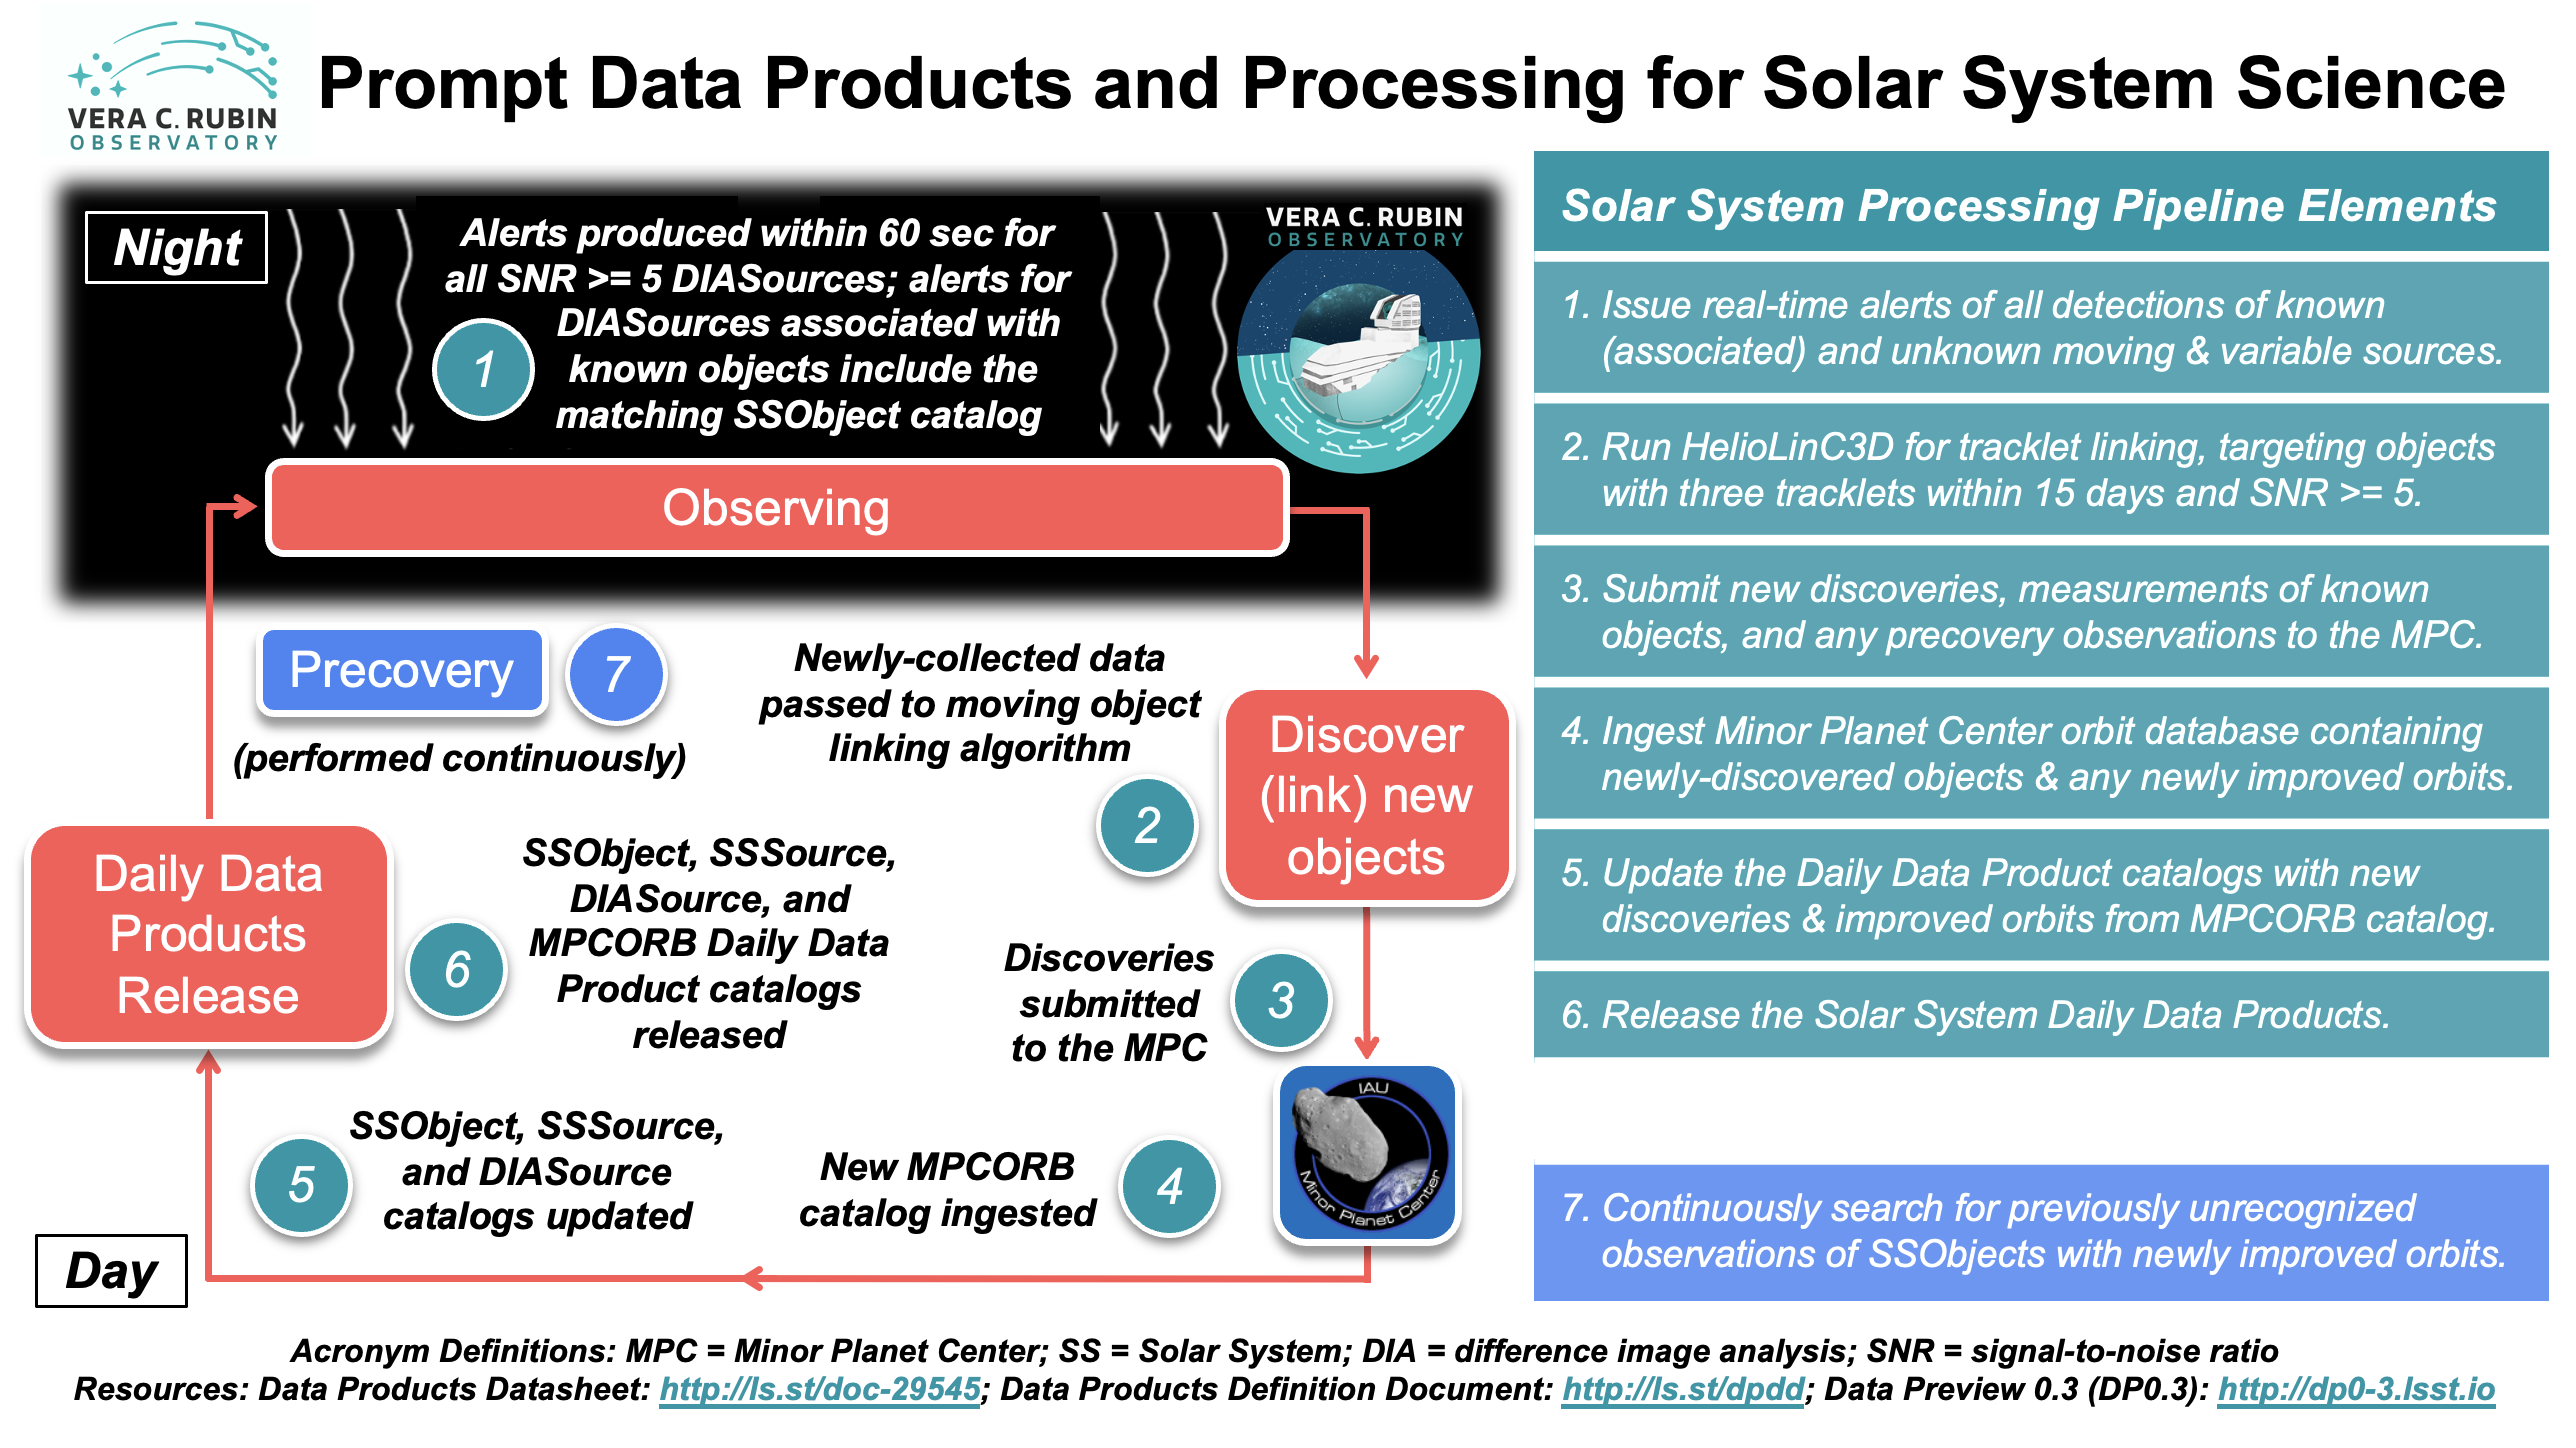 VERA C. RUBIN
OBSERVATORY
Prompt Data Products and Processing for Solar System Science
Night
Alerts produced within 60 sec for
all SNR >= 5 DIASources; alerts for
DIASources associated with
known objects include the
matching SSObject catalog
1
VERA C. RUBIN
OBSERVATORY
Observing
Precovery
7
(performed continuously)
Newly-collected data
passed to moving object
linking algorithm
2
Discover
(link) new
objects
Daily Data
Products
Release
6
SSObject, SSSource,
DIASource, and
MPCORB Daily Data
Product catalogs
released
Discoveries
submitted
to the MPC
3
IAU
Minor Planet Center
5
SSObject, SSSource,
and DIASource
catalogs updated
New MPCORB
catalog ingested
4
Day
Solar System Processing Pipeline Elements
1. Issue real-time alerts of all detections of known
(associated) and unknown moving & variable sources.
2. Run HelioLinC3D for tracklet linking, targeting objects
with three tracklets within 15 days and SNR >= 5.
3. Submit new discoveries, measurements of known
objects, and any precovery observations to the MPC.
4. Ingest Minor Planet Center orbit database containing
newly-discovered objects & any newly improved orbits.
5. Update the Daily Data Product catalogs with new
discoveries & improved orbits from MPCORB catalog.
6. Release the Solar System Daily Data Products.
7. Continuously search for previously unrecognized
observations of SSObjects with newly improved orbits.
Acronym Definitions: MPC = Minor Planet Center; SS = Solar System; DIA = difference image analysis; SNR = signal-to-noise ratio
Resources: Data Products Datasheet: http://ls.st/doc-29545; Data Products Definition Document: http://ls.st/dpdd; Data Preview 0.3 (DP0.3): http://dp0-3.lsst.io